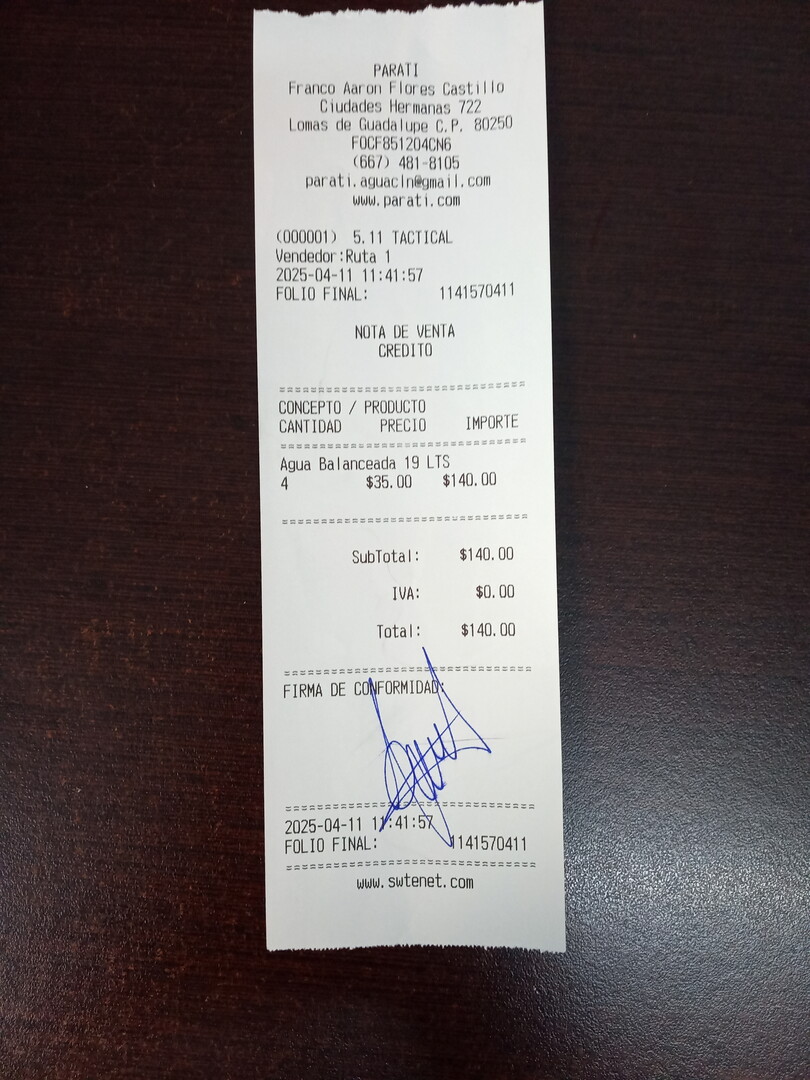 PARATI
Franco Aaron Flores Castillo
Ciudades Hermanas 722
Lomas de Guadalupe C.P. 80250
FOCF851204CN6
(667) 481-8105
parati.aguacln@gmail.com
www.parati.com
(000001) 5.11 TACTICAL
Vendedor:Ruta 1
2025-04-11 11:41:57
FOLIO FINAL: 1141570411
NOTA DE VENTA
CREDITO
CONCEPTO / PRODUCTO
CANTIDAD PRECIO IMPORTE
Agua Balanceada 19 LTS
4 $35.00 $140.00
SubTotal: $140.00
IVA: $0.00
Total: $140.00
FIRMA DE CONFORMIDAD:
2025-04-11 11:41:57
FOLIO FINAL: 1141570411
www.swtenet.com